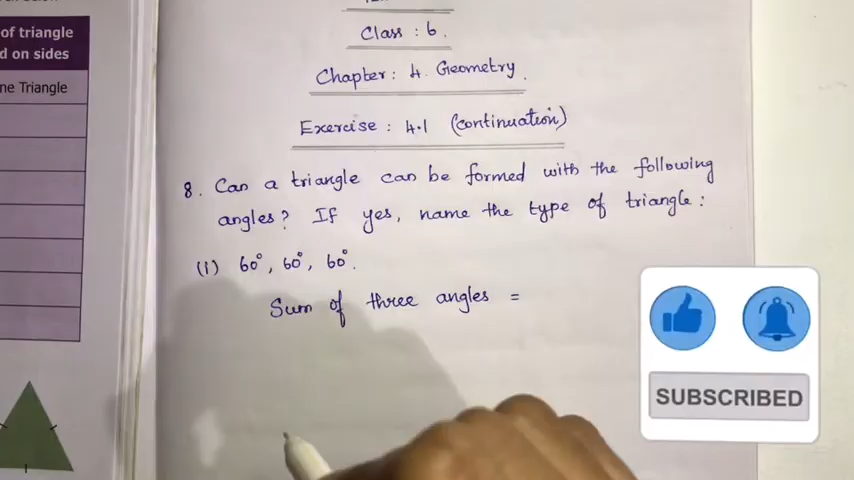 of triangle
d on sides
ne Triangle
Class : 6.
Chapter: 4. Geometry.
Exercise : 4.1 (continuation)
8. Can a triangle can be formed with the following
angles? If yes, name the type of triangle:
(i) 60°, 60°, 60°.
Sum of three angles =
SUBSCRIBED